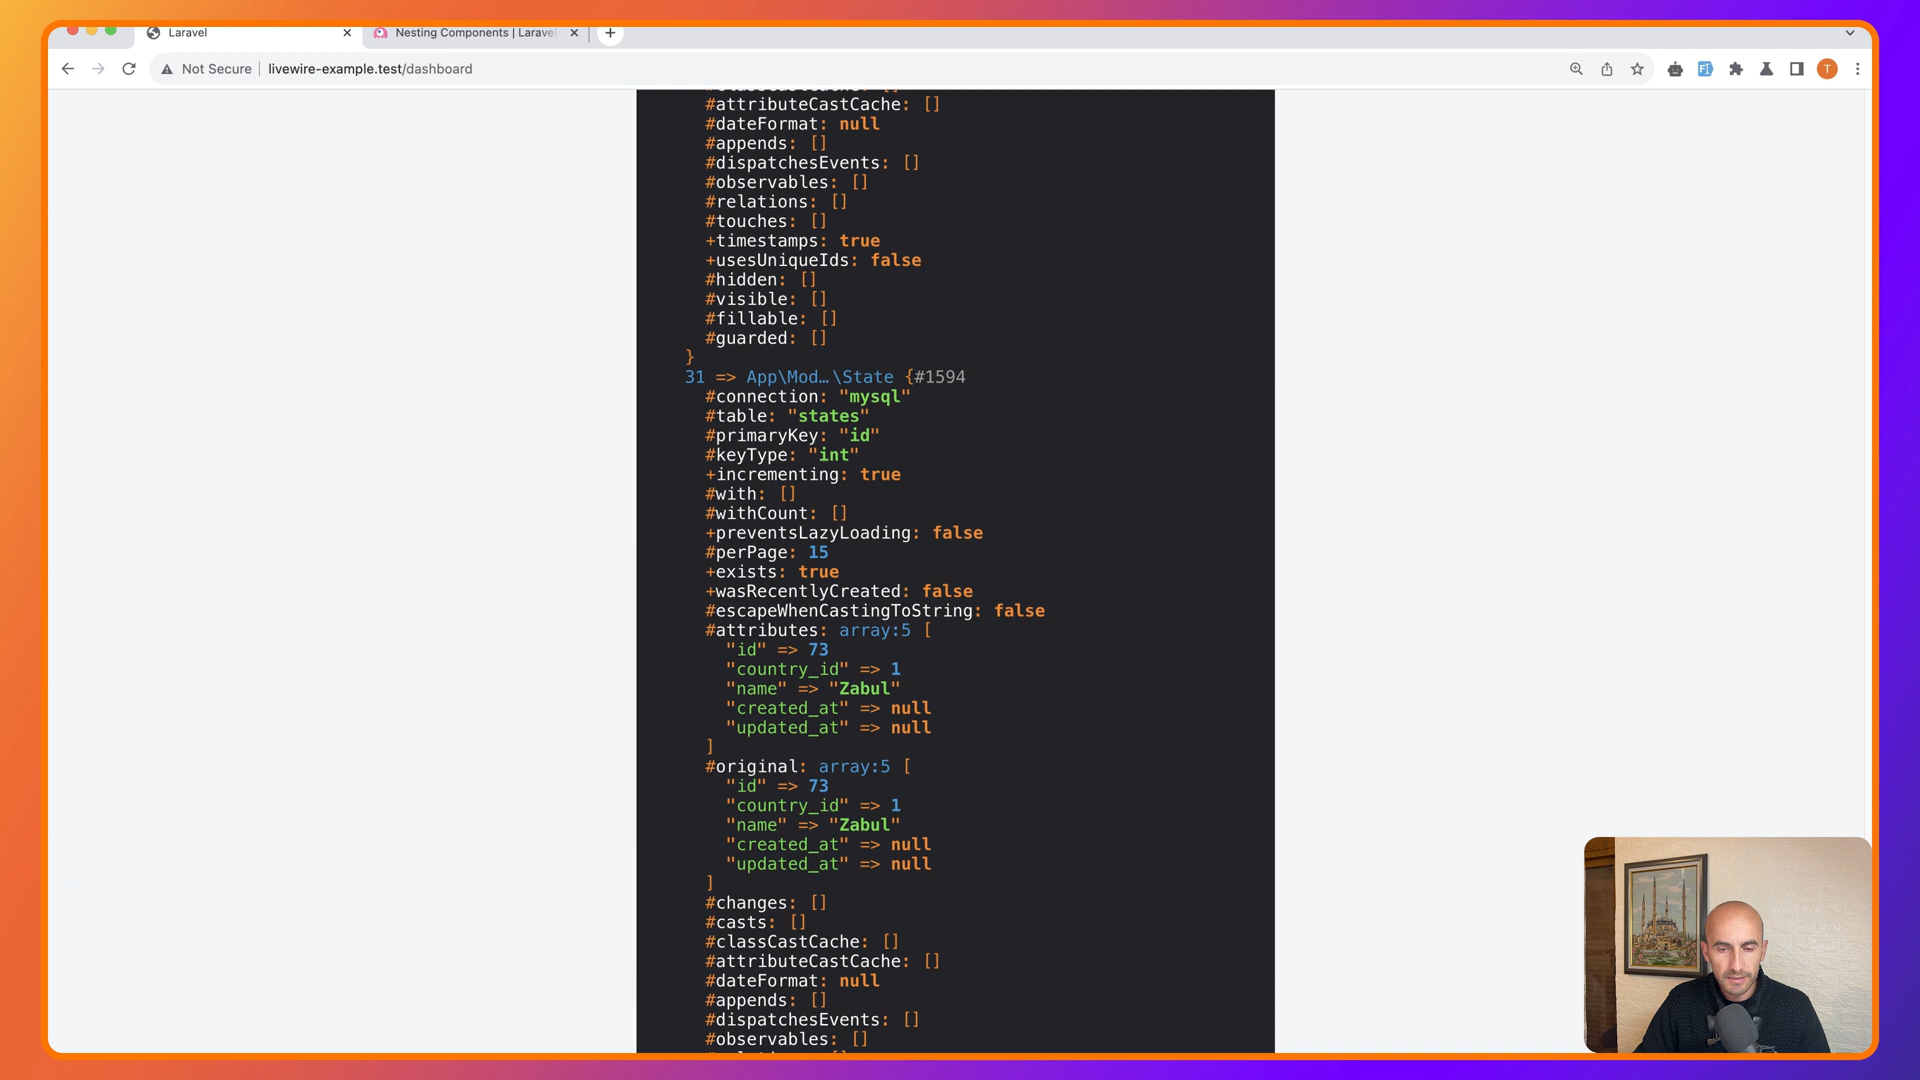 Laravel
Nesting Components | Larave
Not Secure
livewire-example.test/dashboard
T
#attributeCastCache: []
#dateFormat: null
#appends: []
#dispatchesEvents: []
#observables: []
#relations: []
#touches: []
+timestamps: true
+usesUniqueIds: false
#hidden: []
#visible: []
#fillable: []
#guarded: []
}
31 => App\Mod…\State {#1594
#connection: "mysql"
#table: "states"
#primaryKey: "id"
#keyType: "int"
+incrementing: true
#with: []
#withCount: []
+preventsLazyLoading: false
#perPage: 15
+exists: true
+wasRecentlyCreated: false
#escapeWhenCastingToString: false
#attributes: array:5 [
"id" => 73
"country_id" => 1
"name" => "Zabul"
"created_at" => null
"updated_at" => null
]
#original: array:5 [
"id" => 73
"country_id" => 1
"name" => "Zabul"
"created_at" => null
"updated_at" => null
]
#changes: []
#casts: []
#classCastCache: []
#attributeCastCache: []
#dateFormat: null
#appends: []
#dispatchesEvents: []
#observables: []